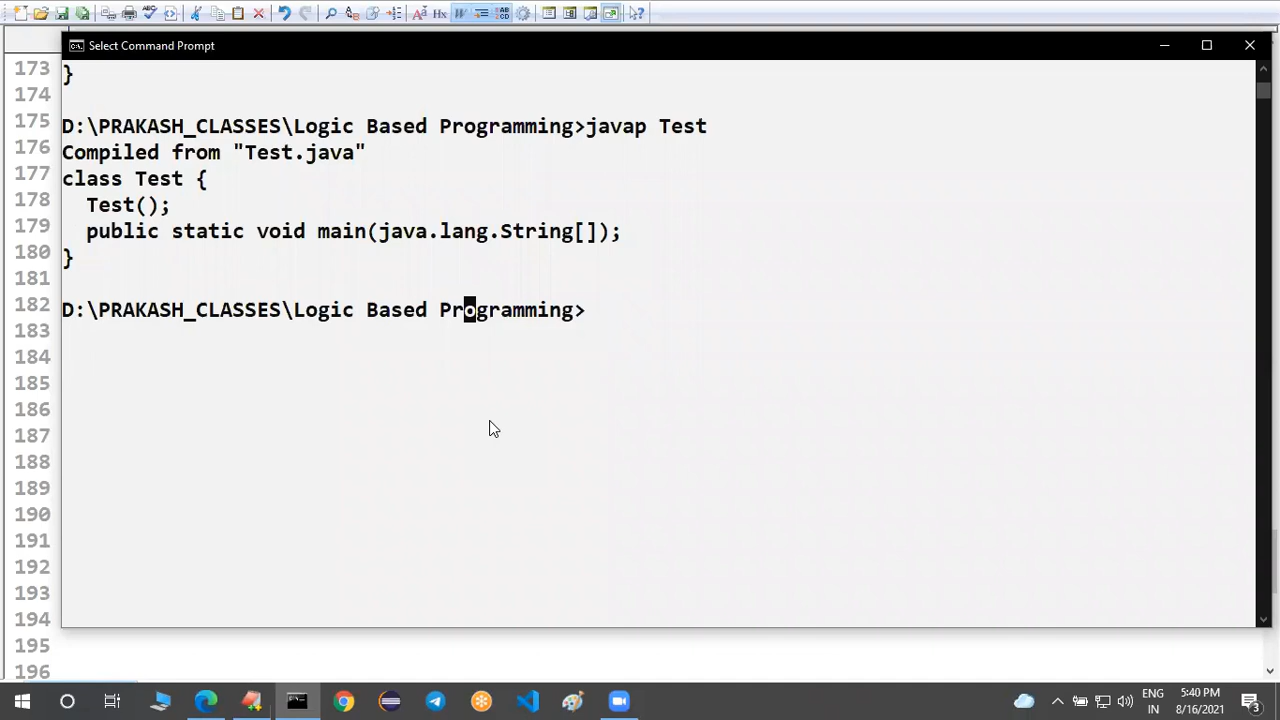 Select Command Prompt
173
174
175
176
177
178
179
180
181
182
183
184
185
186
187
188
189
190
191
192
193
194
195
196
}
D:\PRAKASH_CLASSES\Logic Based Programming>javap Test
Compiled from "Test.java"
class Test {
  Test();
  public static void main(java.lang.String[]);
}
D:\PRAKASH_CLASSES\Logic Based Programming>
ENG
IN
5:40 PM
8/16/2021
3